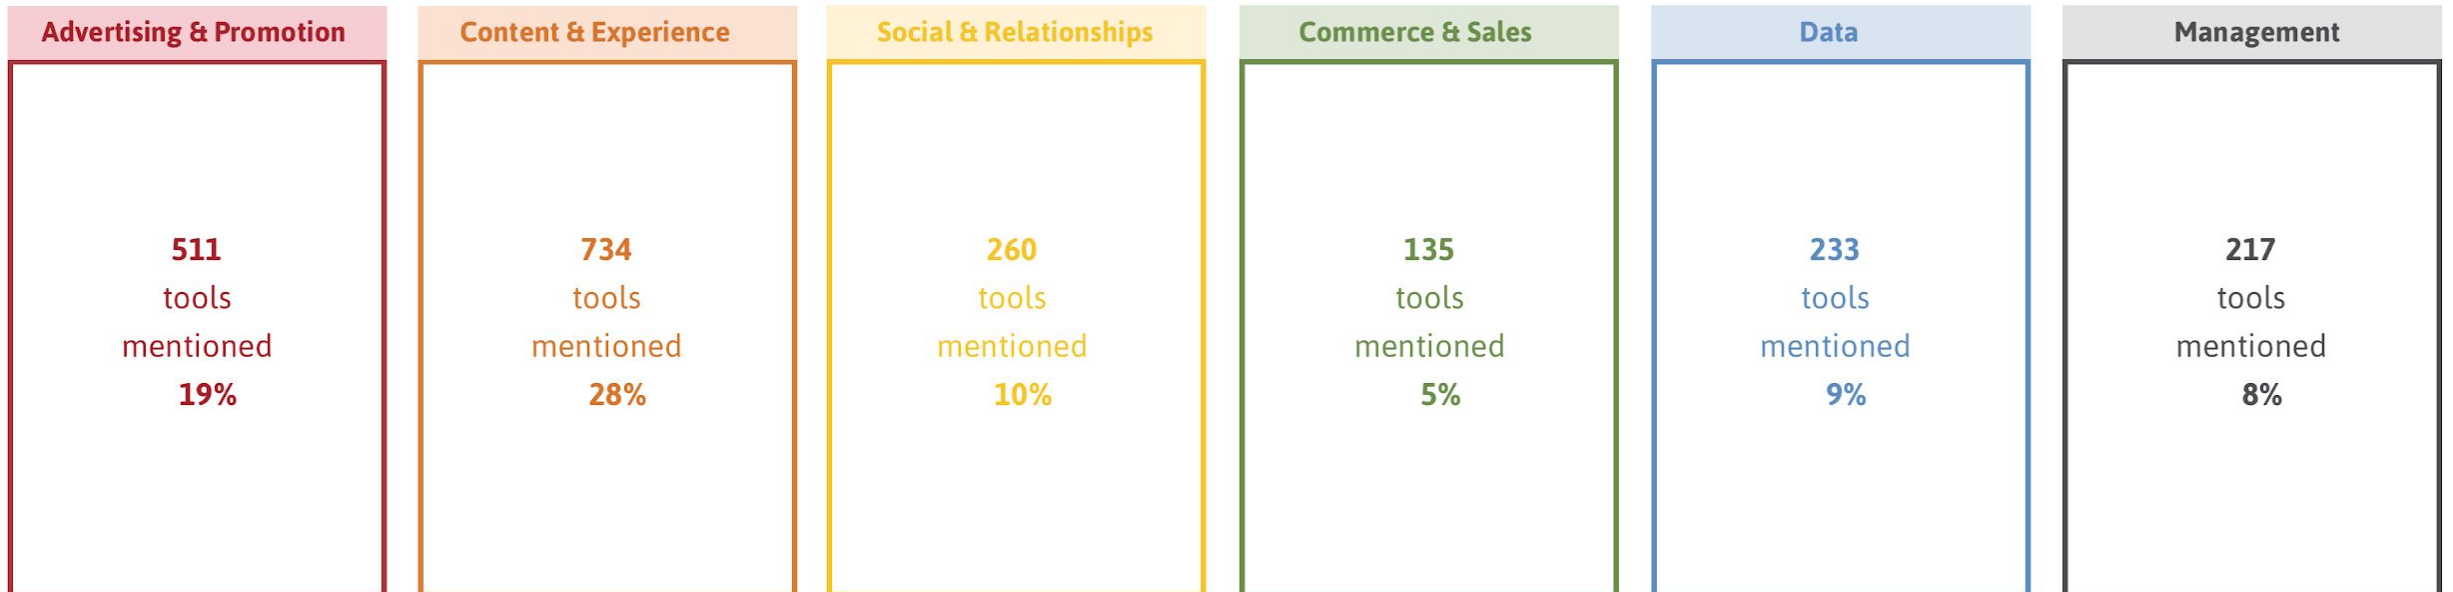 Advertising & Promotion
511
tools
mentioned
19%
Content & Experience
734
tools
mentioned
28%
Social & Relationships
260
tools
mentioned
10%
Commerce & Sales
135
tools
mentioned
5%
Data
233
tools
mentioned
9%
Management
217
tools
mentioned
8%